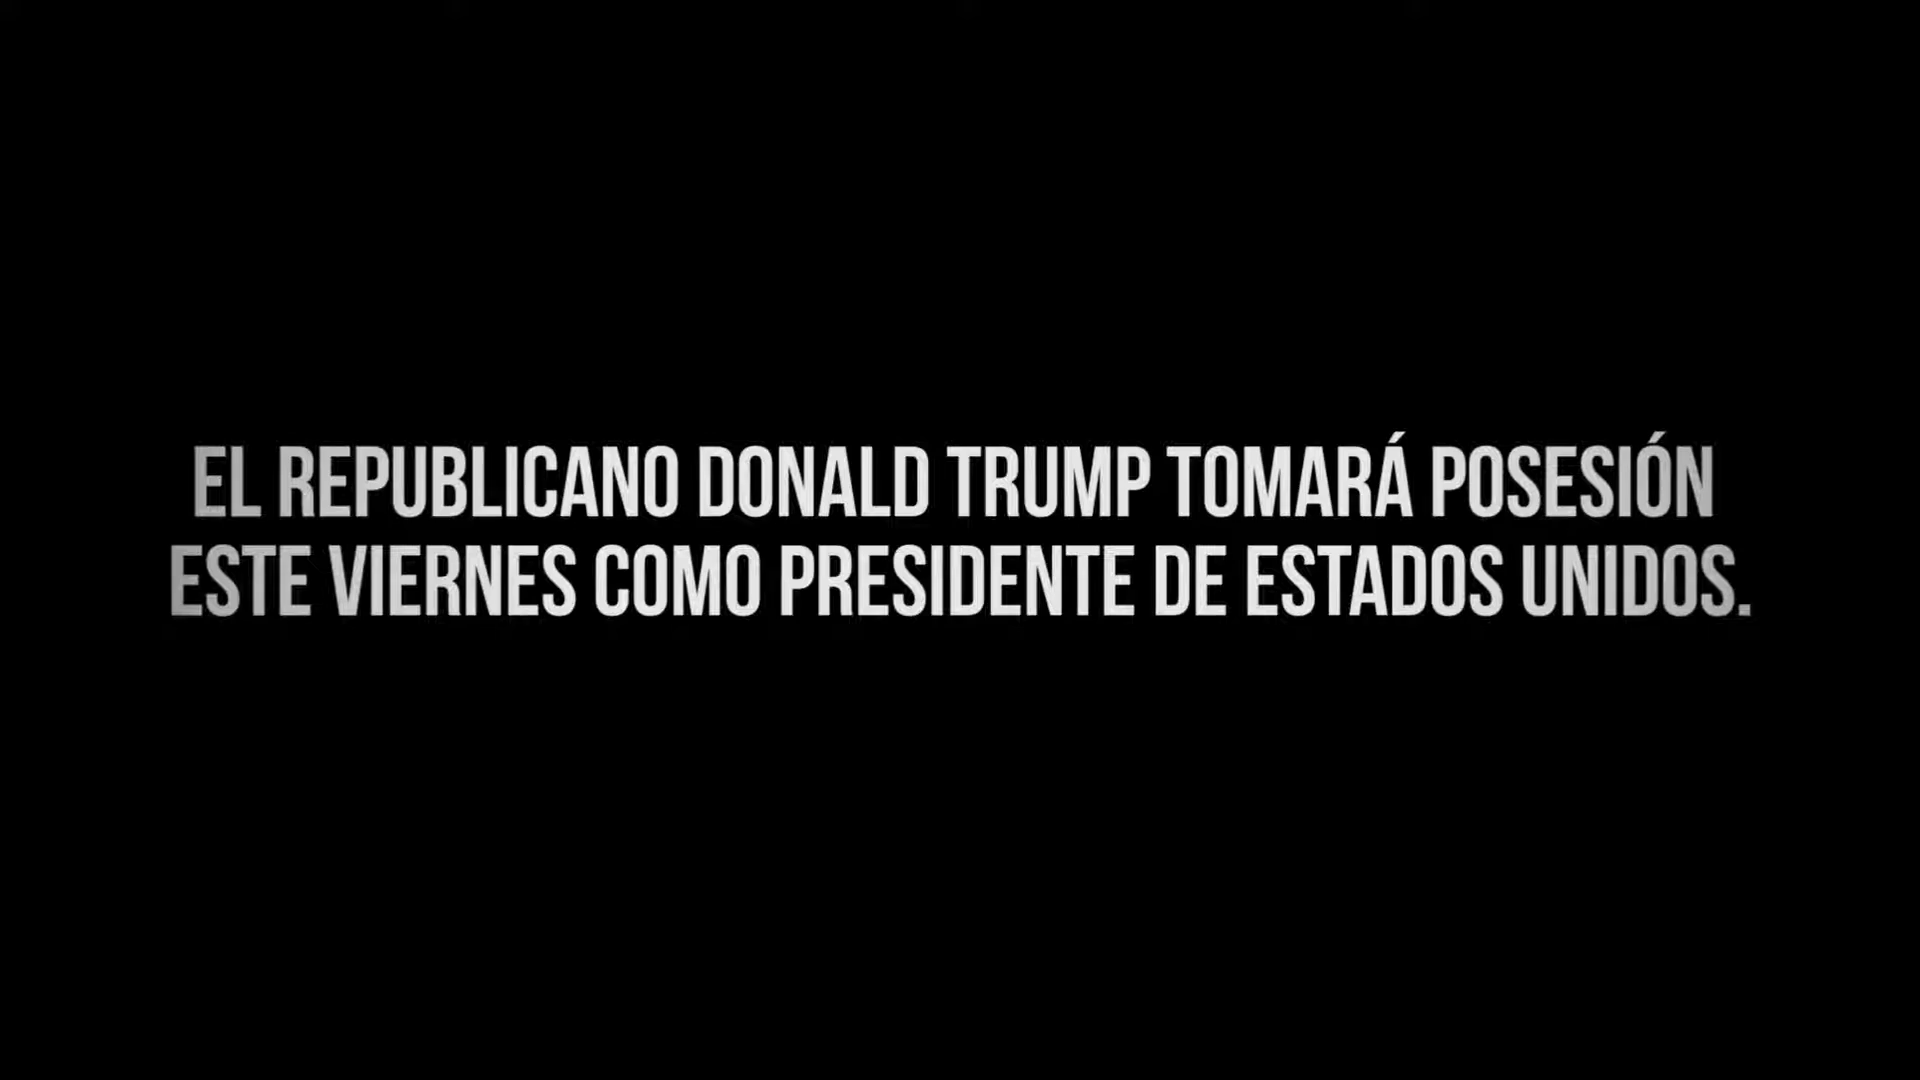 EL REPUBLICANO DONALD TRUMP TOMARÁ POSESIÓN
ESTE VIERNES COMO PRESIDENTE DE ESTADOS UNIDOS.